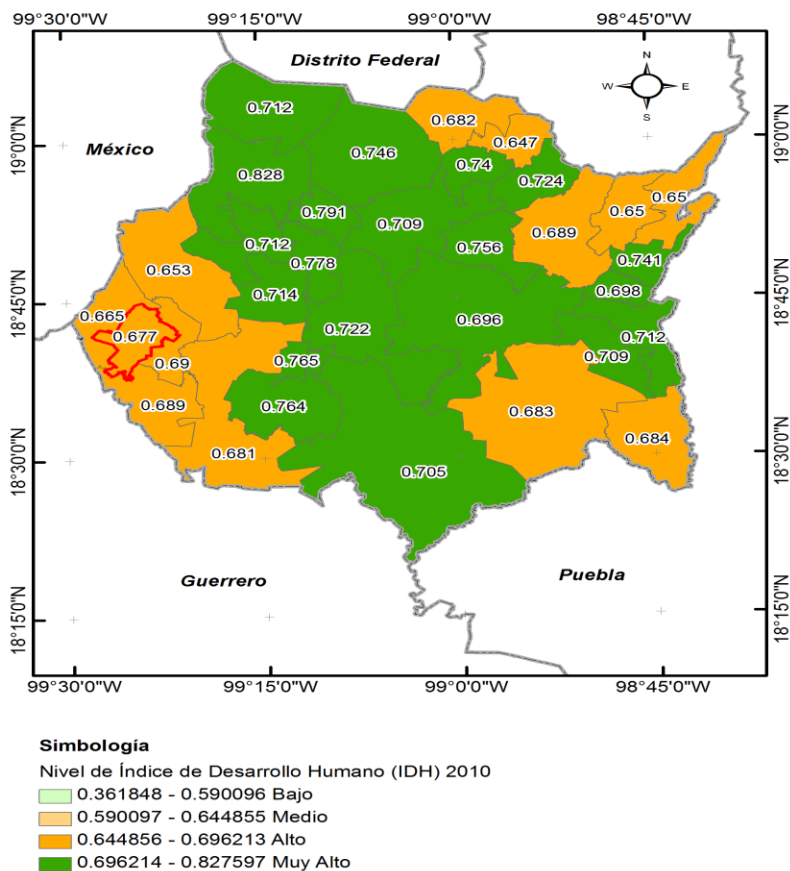 99°30'0"W 99°15'0"W 99°0'0"W 98°45'0"W
Distrito Federal
N
W E
S
19°0'0"N
México
19°0'0"N
0.712
0.682
0.647
0.746
0.74
0.724
0.828
0.65
0.65
0.791
0.709
0.689
0.712
0.756
0.741
0.778
0.653
0.698
0.714
18°45'0"N
18°45'0"N
0.665
0.677
0.722
0.696
0.712
0.69
0.765
0.709
0.689
0.764
0.683
0.681
0.684
0.705
18°30'0"N
18°30'0"N
Guerrero
Puebla
18°15'0"N
18°15'0"N
99°30'0"W 99°15'0"W 99°0'0"W 98°45'0"W
Simbología
Nivel de Índice de Desarrollo Humano (IDH) 2010
0.361848 - 0.590096 Bajo
0.590097 - 0.644855 Medio
0.644856 - 0.696213 Alto
0.696214 - 0.827597 Muy Alto